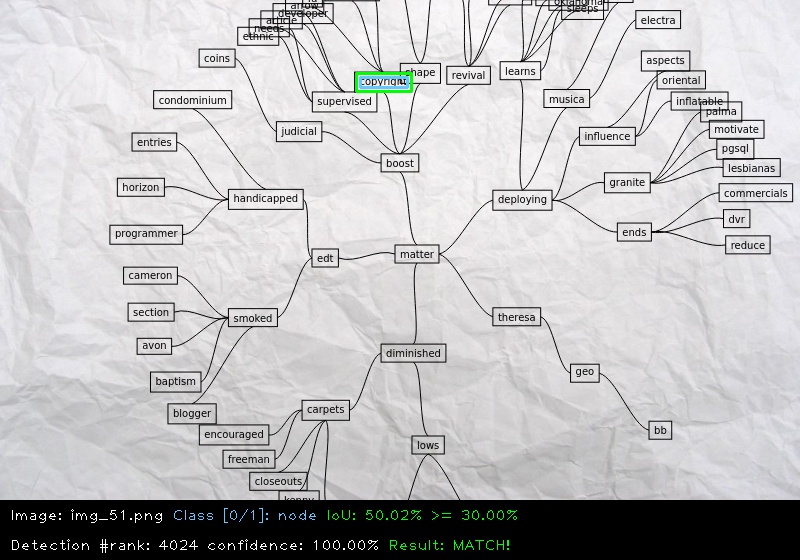 arrow
oklahoma
sleeps
developer
article
needs
ethnic
electra
coins
aspects
shape
revival
learns
oriental
copyright
condominium
supervised
musica
inflatable
palma
judicial
influence
motivate
entries
pgsql
boost
lesbianas
granite
horizon
handicapped
deploying
commercials
dvr
programmer
ends
reduce
edt
matter
cameron
section
smoked
theresa
avon
diminished
baptism
geo
blogger
carpets
encouraged
bb
lows
freeman
closeouts
kenny
Image: img_51.png Class [0/1]: node IoU: 50.02% >= 30.00%
Detection #rank: 4024 confidence: 100.00% Result: MATCH!